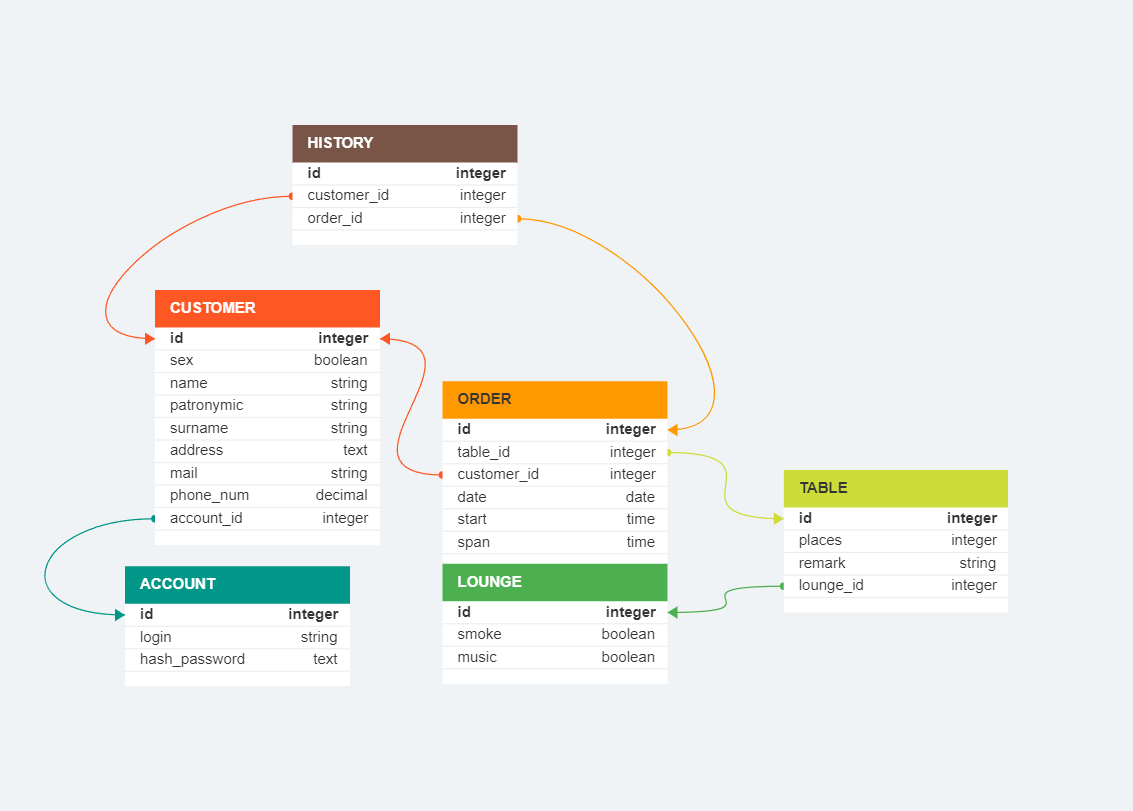 HISTORY
id integer
customer_id integer
order_id integer
CUSTOMER
id integer
sex boolean
name string
patronymic string
surname string
address text
mail string
phone_num decimal
account_id integer
ORDER
id integer
table_id integer
customer_id integer
date date
start time
span time
TABLE
id integer
places integer
remark string
lounge_id integer
ACCOUNT
id integer
login string
hash_password text
LOUNGE
id integer
smoke boolean
music boolean